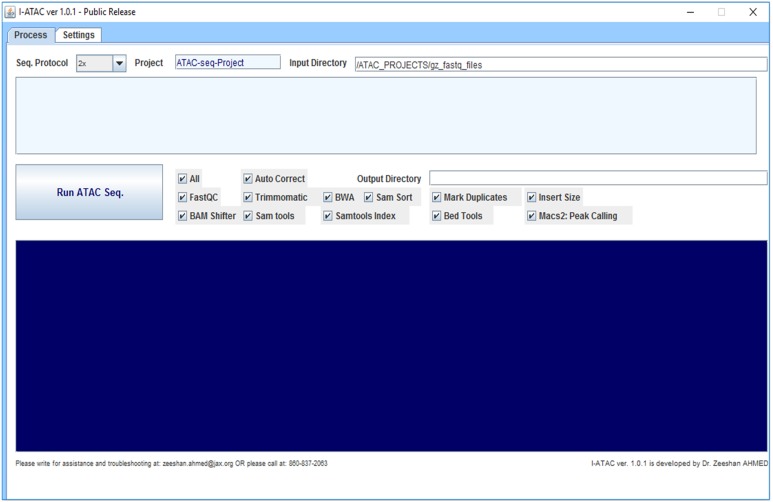 I-ATAC ver 1.0.1 - Public Release
Process Settings
Seq. Protocol 2x Project ATAC-seq-Project Input Directory /ATAC_PROJECTS/gz_fastq_files
Run ATAC Seq.
All Auto Correct Output Directory
FastQC Trimmomatic BWA Sam Sort Mark Duplicates Insert Size
BAM Shifter Sam tools Samtools Index Bed Tools Macs2: Peak Calling
Please write for assistance and troubleshooting at: zeeshan.ahmed@jax.org OR please call at: 860-837-2063 I-ATAC ver. 1.0.1 is developed by Dr. Zeeshan AHMED